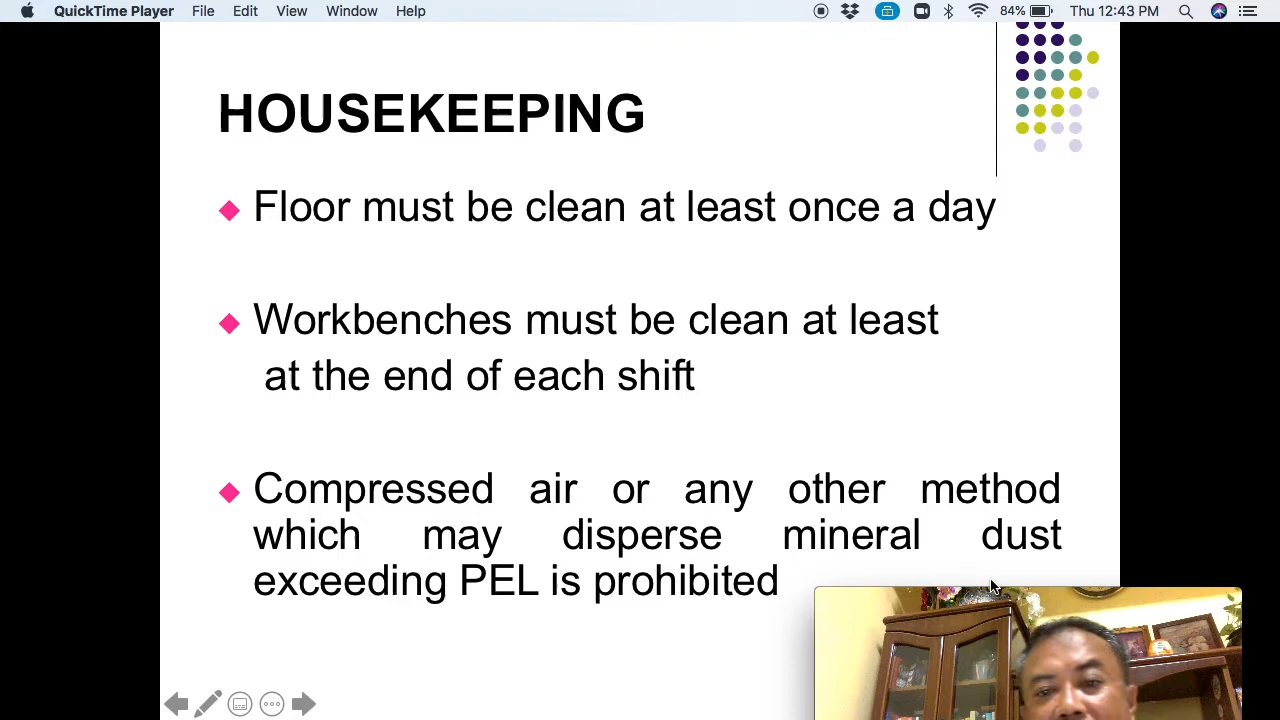 QuickTime Player File Edit View Window Help 84% Thu 12:43 PM
HOUSEKEEPING
Floor must be clean at least once a day
Workbenches must be clean at least
at the end of each shift
Compressed air or any other method
which may disperse mineral dust
exceeding PEL is prohibited